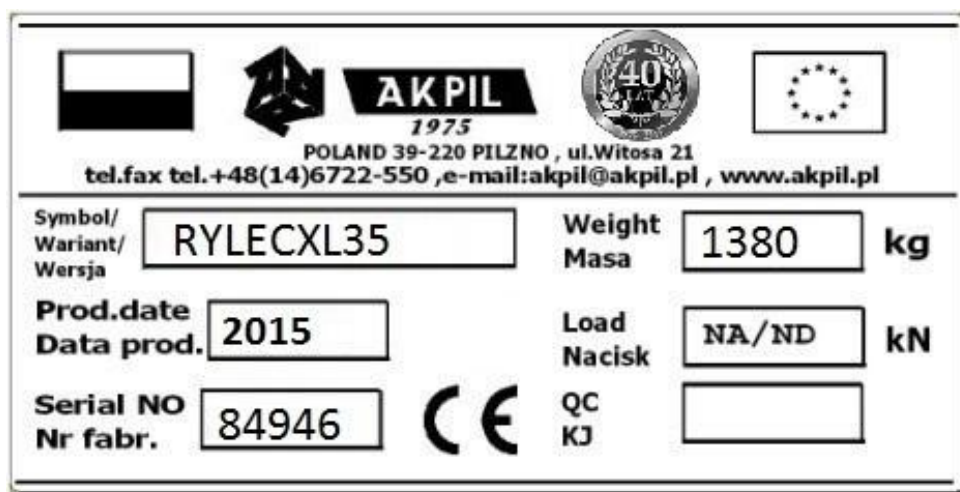 AKPIL
1975
40
LAT
POLAND 39-220 PILZNO , ul.Witosa 21
tel.fax tel.+48(14)6722-550 ,e-mail:akpil@akpil.pl , www.akpil.pl
Symbol/
Wariant/
Wersja
RYLECXL35
Weight
Masa
1380
kg
Prod.date
Data prod.
2015
Load
Nacisk
NA/ND
kN
Serial NO
Nr fabr.
84946
CE
QC
KJ